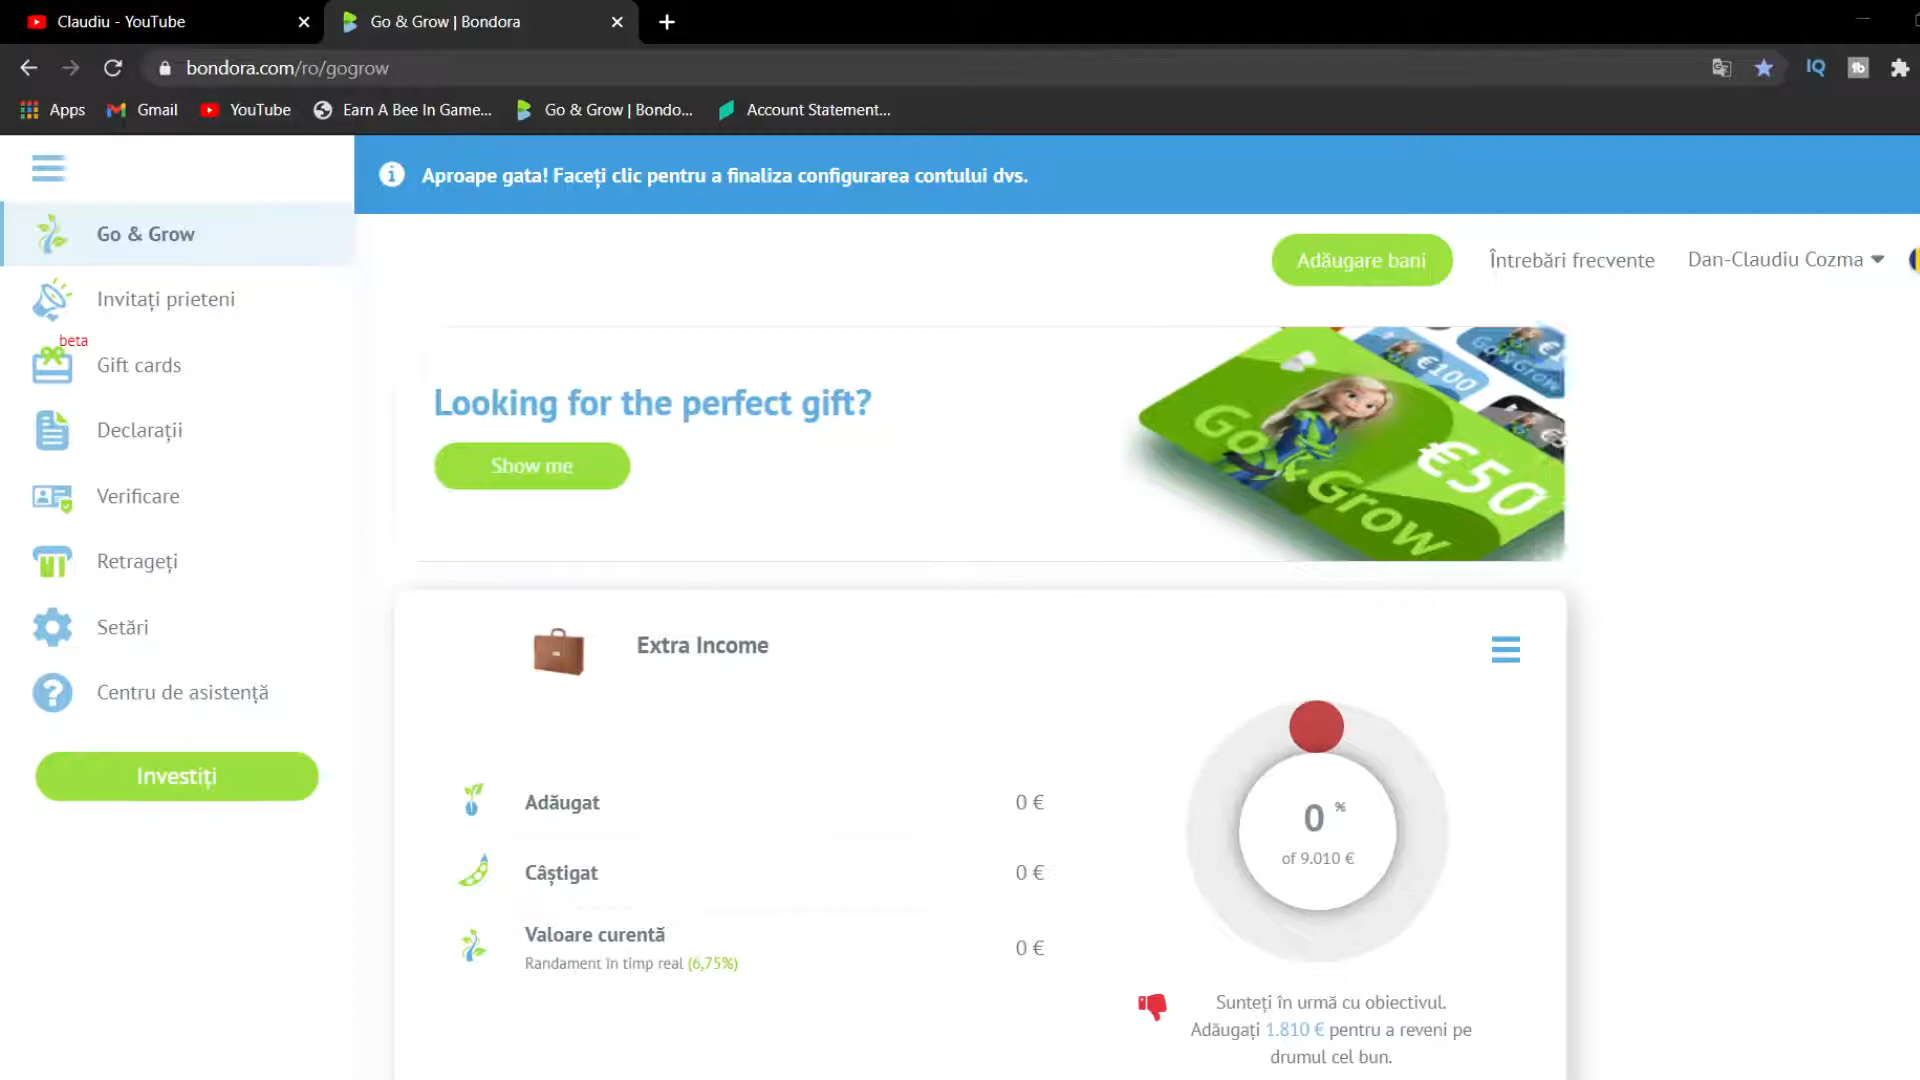 Claudiu - YouTube
Go & Grow | Bondora
bondora.com/ro/gogrow
IQ
Apps
Gmail
YouTube
Earn A Bee In Game...
Go & Grow | Bondo...
Account Statement...
Aproape gata! Faceți clic pentru a finaliza configurarea contului dvs.
Go & Grow
Invitați prieteni
beta
Gift cards
Declarații
Verificare
Retrageți
Setări
Centru de asistență
Investiți
Adăugare bani
Întrebări frecvente
Dan-Claudiu Cozma
Looking for the perfect gift?
Show me
€100
Go & Grow
€50
Extra Income
Adăugat
0 €
Câștigat
0 €
Valoare curentă
0 €
Randament în timp real (6,75%)
0 %
of 9.010 €
Sunteți în urmă cu obiectivul.
Adăugați 1.810 € pentru a reveni pe
drumul cel bun.